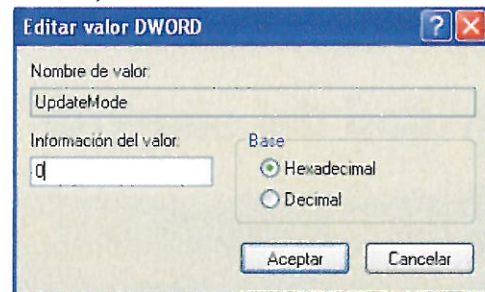 Editar valor DWORD
Nombre de valor:
UpdateMode
Información del valor:
0
Base
Hexadecimal
Decimal
Aceptar
Cancelar